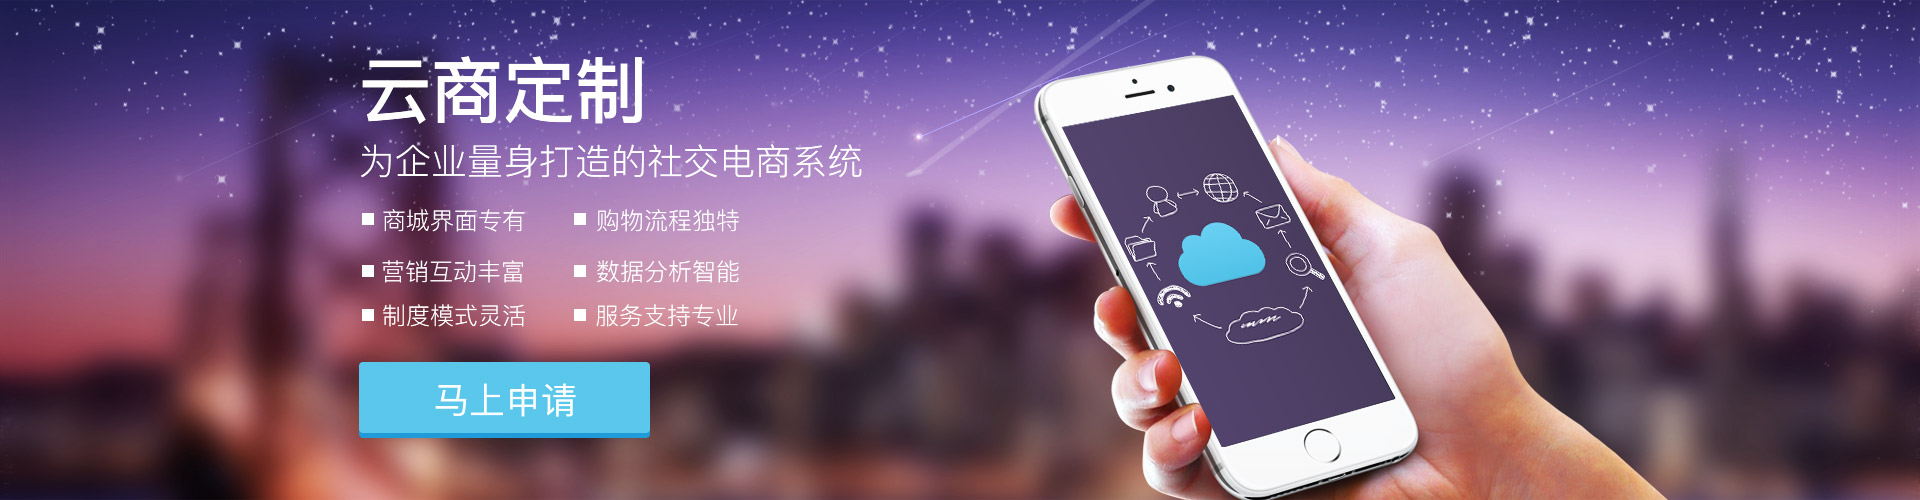 云商定制
为企业量身打造的社交电商系统
商城界面专有 购物流程独特
营销互动丰富 数据分析智能
制度模式灵活 服务支持专业
马上申请